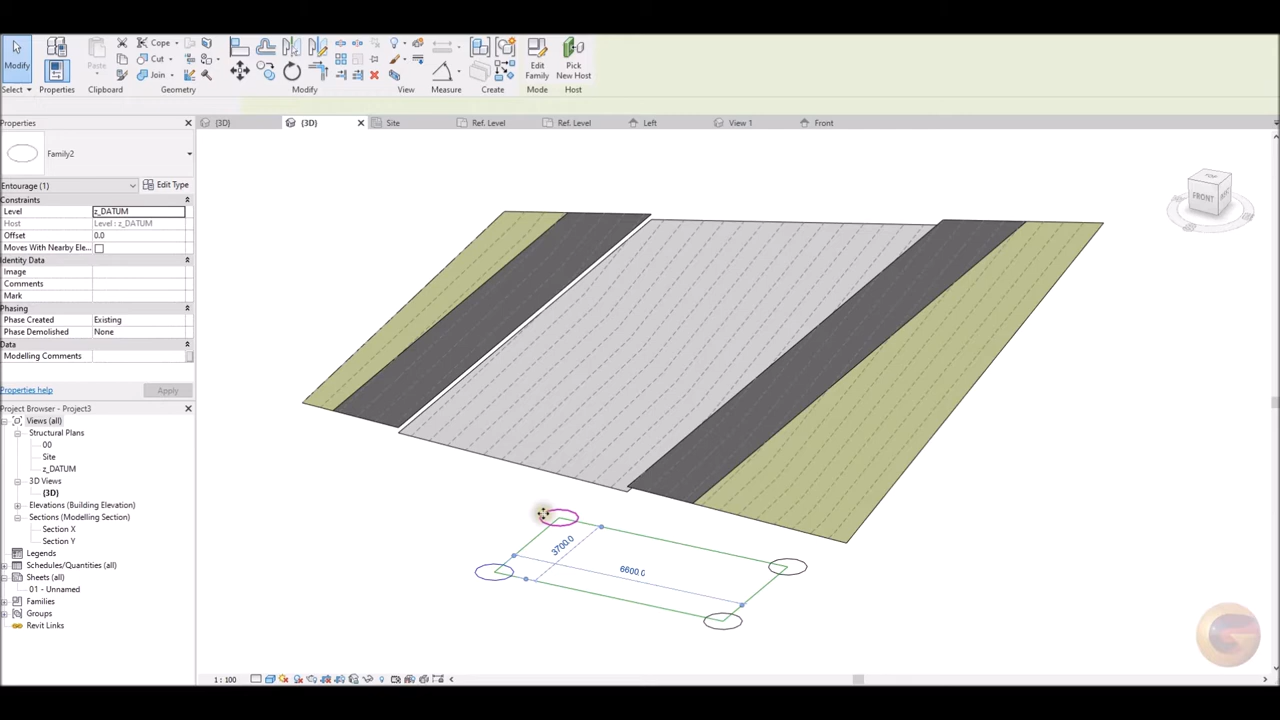 Cope
Cut
Join
Modify
Paste
Edit Family
Pick New Host
Select
Properties
Clipboard
Geometry
Modify
View
Measure
Create
Mode
Host
Properties
{3D}
{3D}
Site
Ref. Level
Ref. Level
Left
View 1
Front
Family2
Entourage (1)
Edit Type
Constraints
Level z_DATUM
Host Level : z_DATUM
Offset 0.0
Moves With Nearby Ele...
Identity Data
Image
Comments
Mark
Phasing
Phase Created Existing
Phase Demolished None
Data
Modelling Comments
Properties help
Apply
Project Browser - Project3
Views (all)
Structural Plans
00
Site
z_DATUM
3D Views
{3D}
Elevations (Building Elevation)
Sections (Modelling Section)
Section X
Section Y
Legends
Schedules/Quantities (all)
Sheets (all)
01 - Unnamed
Families
Groups
Revit Links
TOP
FRONT
3700.0
6600.0
1 : 100